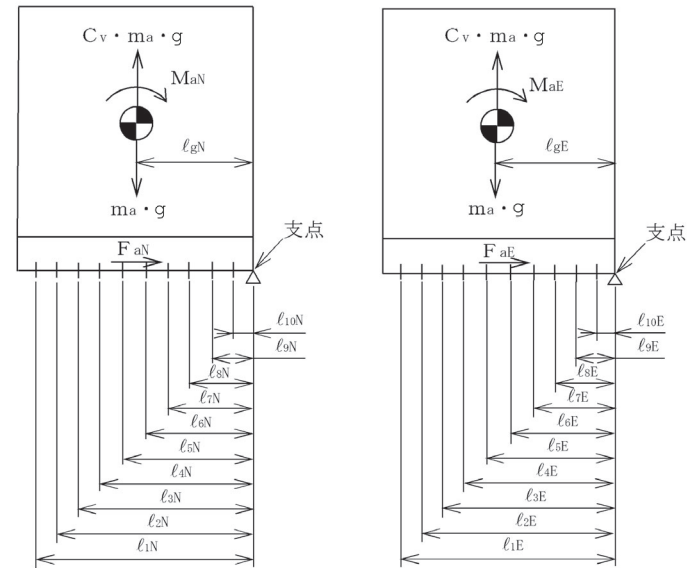 Cv・ma・g
MaN
ℓgN
ma・g
FaN
支点
ℓ10N
ℓ9N
ℓ8N
ℓ7N
ℓ6N
ℓ5N
ℓ4N
ℓ3N
ℓ2N
ℓ1N
Cv・ma・g
MaE
ℓgE
ma・g
FaE
支点
ℓ10E
ℓ9E
ℓ8E
ℓ7E
ℓ6E
ℓ5E
ℓ4E
ℓ3E
ℓ2E
ℓ1E